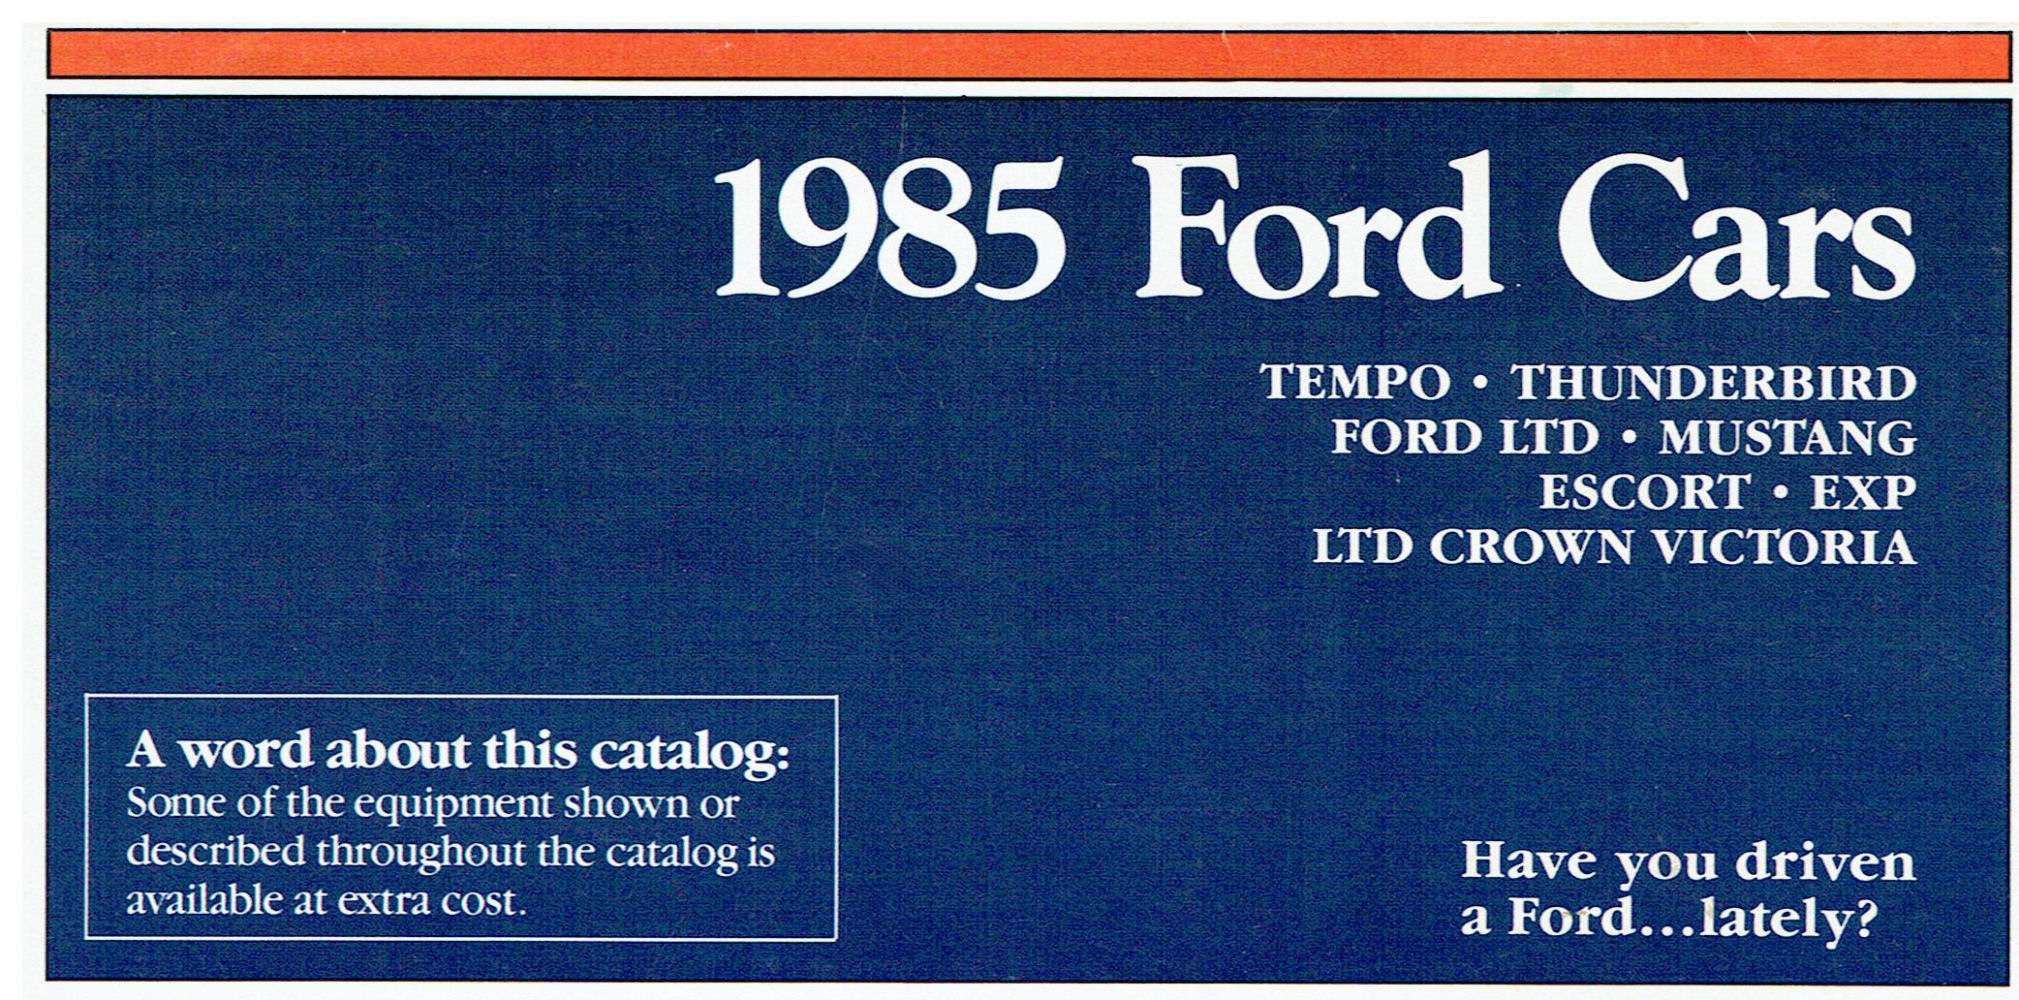 1985 Ford Cars
TEMPO • THUNDERBIRD
FORD LTD • MUSTANG
ESCORT • EXP
LTD CROWN VICTORIA
A word about this catalog:
Some of the equipment shown or
described throughout the catalog is
available at extra cost.
Have you driven
a Ford...lately?